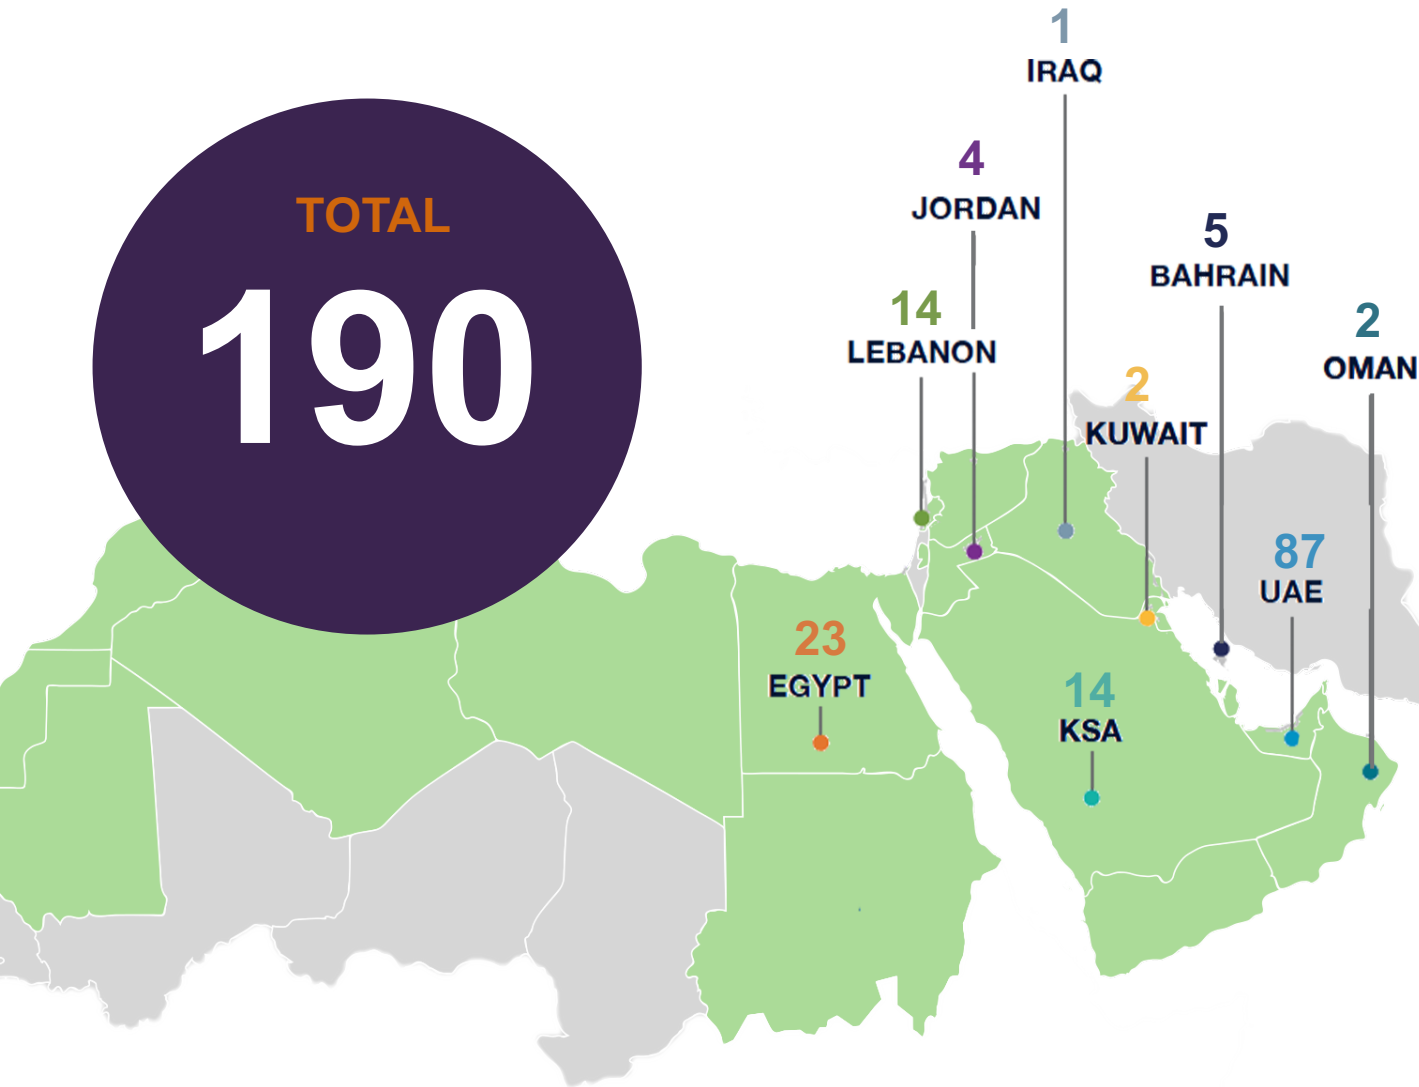 TOTAL
190
1
IRAQ
4
JORDAN
5
BAHRAIN
14
LEBANON
2
OMAN
2
KUWAIT
87
UAE
23
EGYPT
14
KSA